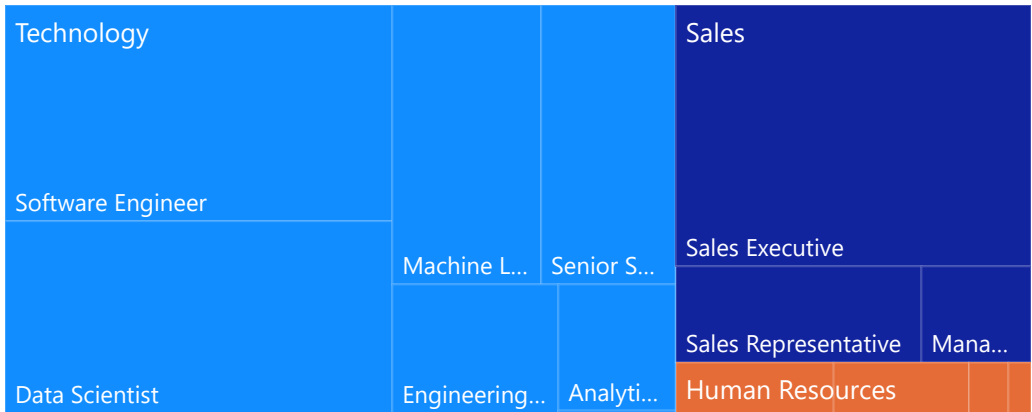 Technology
Software Engineer
Data Scientist
Machine L...
Senior S...
Engineering...
Analyti...
Sales
Sales Executive
Sales Representative
Mana...
Human Resources